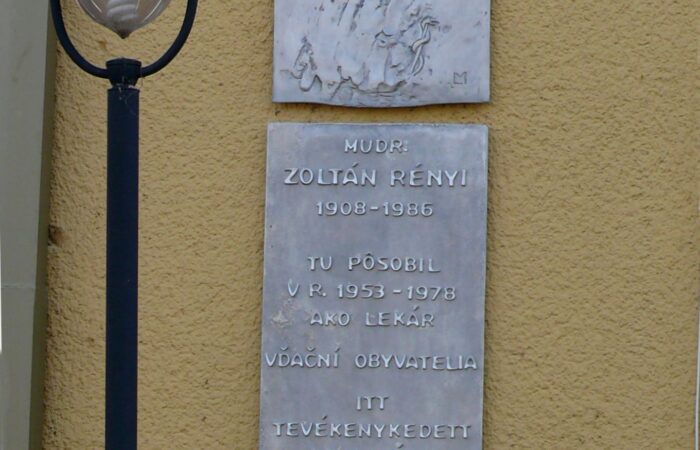 M
MUDR.
ZOLTÁN RÉNYI
1908-1986
TU PÔSOBIL
V R. 1953-1978
AKO LEKÁR
VĎAČNÍ OBYVATELIA
ITT
TEVÉKENYKEDETT